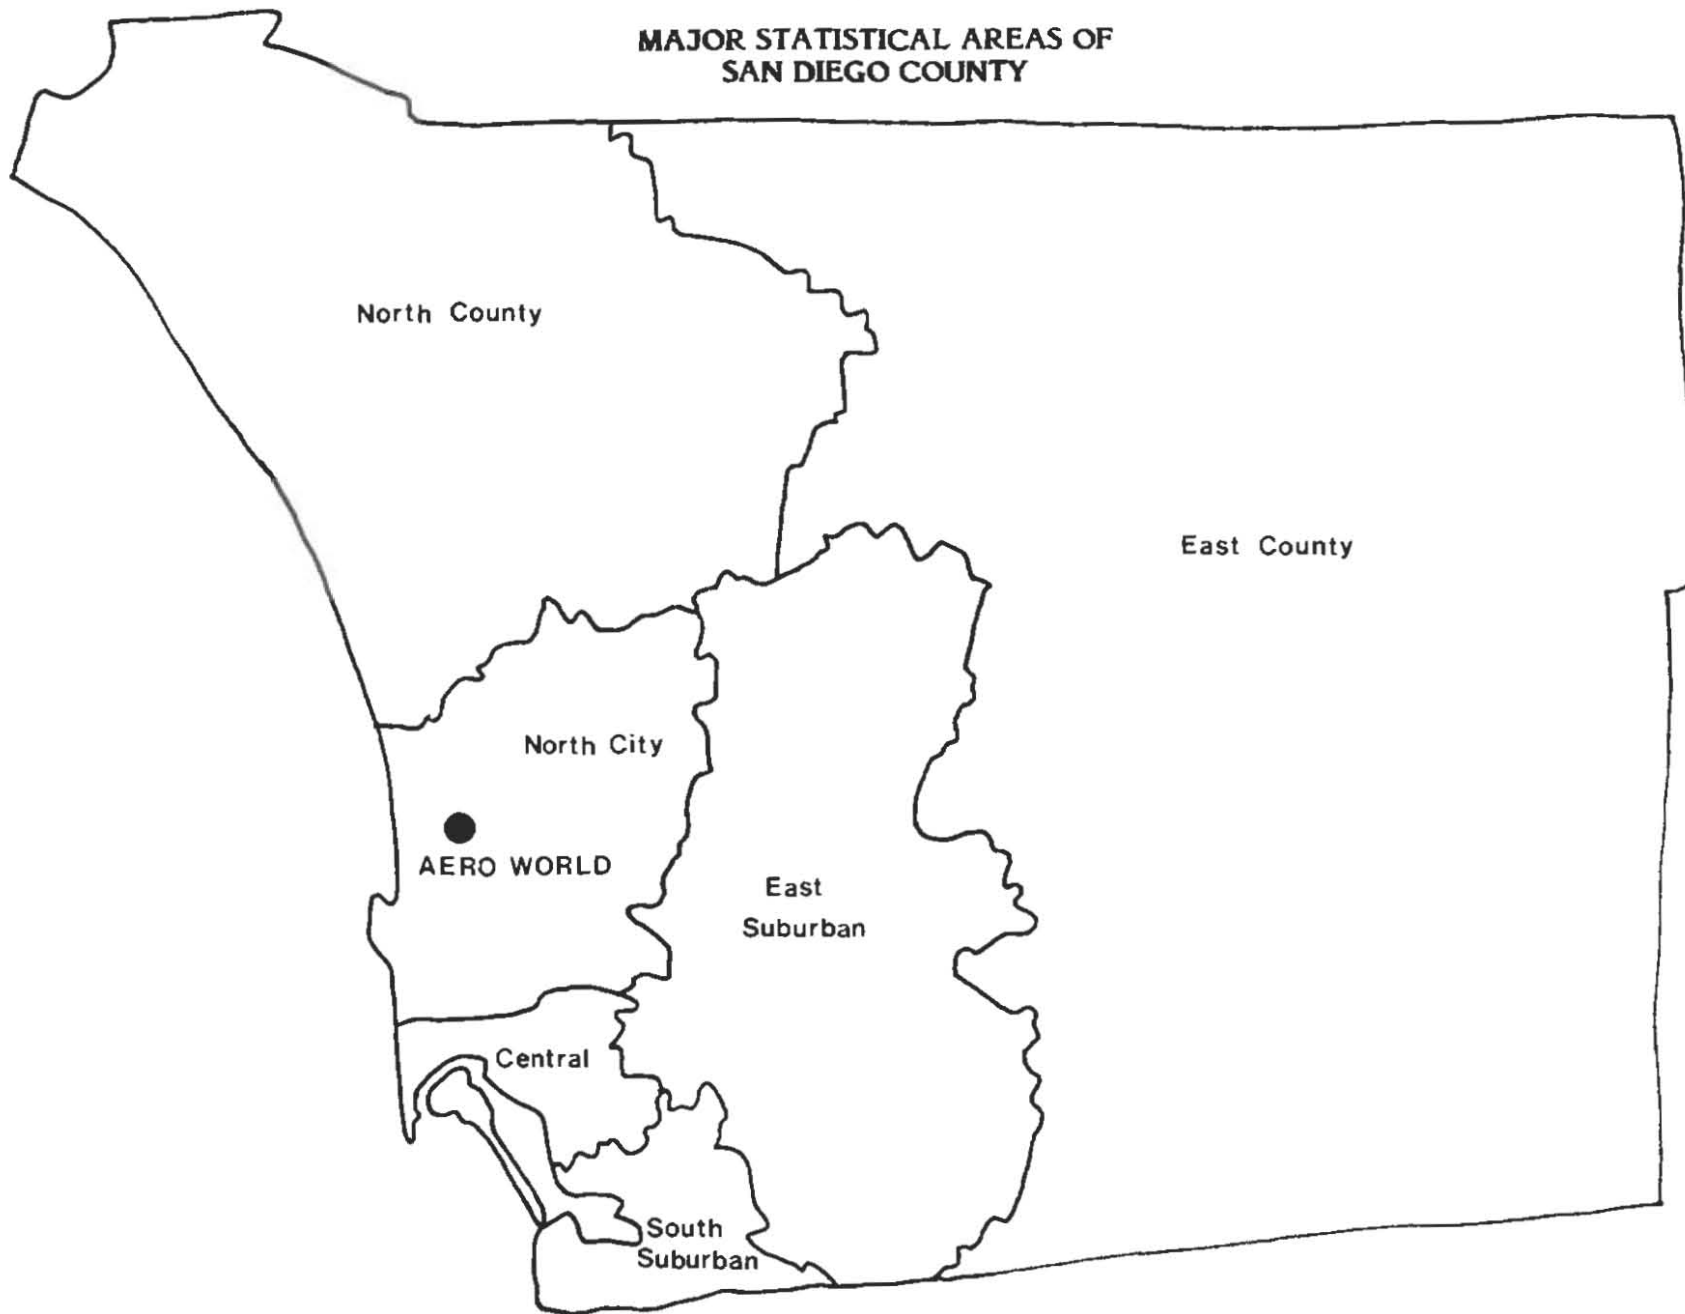 MAJOR STATISTICAL AREAS OF
SAN DIEGO COUNTY
North County
East County
North City
AERO WORLD
East
Suburban
Central
South
Suburban